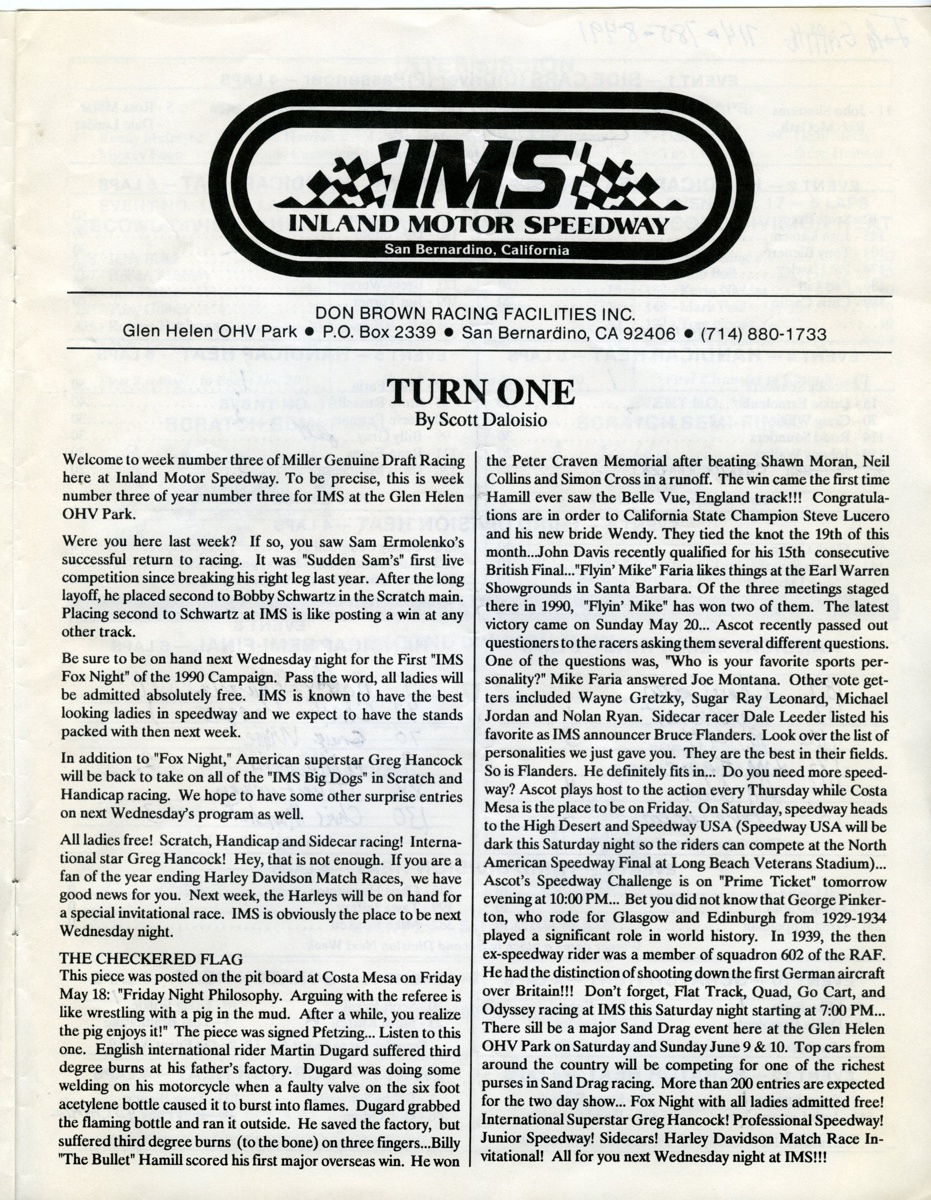 IMS
INLAND MOTOR SPEEDWAY
San Bernardino, California
DON BROWN RACING FACILITIES INC.
Glen Helen OHV Park ● P.O. Box 2339 ● San Bernardino, CA 92406 ● (714) 880-1733
TURN ONE
By Scott Daloisio
Welcome to week number three of Miller Genuine Draft Racing
here at Inland Motor Speedway. To be precise, this is week
number three of year number three for IMS at the Glen Helen
OHV Park.
Were you here last week? If so, you saw Sam Ermolenko's
successful return to racing. It was "Sudden Sam's" first live
competition since breaking his right leg last year. After the long
layoff, he placed second to Bobby Schwartz in the Scratch main.
Placing second to Schwartz at IMS is like posting a win at any
other track.
Be sure to be on hand next Wednesday night for the First "IMS
Fox Night" of the 1990 Campaign. Pass the word, all ladies will
be admitted absolutely free. IMS is known to have the best
looking ladies in speedway and we expect to have the stands
packed with then next week.
In addition to "Fox Night," American superstar Greg Hancock
will be back to take on all of the "IMS Big Dogs" in Scratch and
Handicap racing. We hope to have some other surprise entries
on next Wednesday's program as well.
All ladies free! Scratch, Handicap and Sidecar racing! Interna-
tional star Greg Hancock! Hey, that is not enough. If you are a
fan of the year ending Harley Davidson Match Races, we have
good news for you. Next week, the Harleys will be on hand for
a special invitational race. IMS is obviously the place to be next
Wednesday night.
THE CHECKERED FLAG
This piece was posted on the pit board at Costa Mesa on Friday
May 18: "Friday Night Philosophy. Arguing with the referee is
like wrestling with a pig in the mud. After a while, you realize
the pig enjoys it!" The piece was signed Pfetzing... Listen to this
one. English international rider Martin Dugard suffered third
degree burns at his father's factory. Dugard was doing some
welding on his motorcycle when a faulty valve on the six foot
acetylene bottle caused it to burst into flames. Dugard grabbed
the flaming bottle and ran it outside. He saved the factory, but
suffered third degree burns (to the bone) on three fingers...Billy
"The Bullet" Hamill scored his first major overseas win. He won
the Peter Craven Memorial after beating Shawn Moran, Neil
Collins and Simon Cross in a runoff. The win came the first time
Hamill ever saw the Belle Vue, England track!!! Congratula-
tions are in order to California State Champion Steve Lucero
and his new bride Wendy. They tied the knot the 19th of this
month...John Davis recently qualified for his 15th consecutive
British Final..."Flyin' Mike" Faria likes things at the Earl Warren
Showgrounds in Santa Barbara. Of the three meetings staged
there in 1990, "Flyin' Mike" has won two of them. The latest
victory came on Sunday May 20... Ascot recently passed out
questioners to the racers asking them several different questions.
One of the questions was, "Who is your favorite sports per-
sonality?" Mike Faria answered Joe Montana. Other vote get-
ters included Wayne Gretzky, Sugar Ray Leonard, Michael
Jordan and Nolan Ryan. Sidecar racer Dale Leeder listed his
favorite as IMS announcer Bruce Flanders. Look over the list of
personalities we just gave you. They are the best in their fields.
So is Flanders. He definitely fits in... Do you need more speed-
way? Ascot plays host to the action every Thursday while Costa
Mesa is the place to be on Friday. On Saturday, speedway heads
to the High Desert and Speedway USA (Speedway USA will be
dark this Saturday night so the riders can compete at the North
American Speedway Final at Long Beach Veterans Stadium)...
Ascot's Speedway Challenge is on "Prime Ticket" tomorrow
evening at 10:00 PM... Bet you did not know that George Pinker-
ton, who rode for Glasgow and Edinburgh from 1929-1934
played a significant role in world history. In 1939, the then
ex-speedway rider was a member of squadron 602 of the RAF.
He had the distinction of shooting down the first German aircraft
over Britain!!! Don't forget, Flat Track, Quad, Go Cart, and
Odyssey racing at IMS this Saturday night starting at 7:00 PM...
There sill be a major Sand Drag event here at the Glen Helen
OHV Park on Saturday and Sunday June 9 & 10. Top cars from
around the country will be competing for one of the richest
purses in Sand Drag racing. More than 200 entries are expected
for the two day show... Fox Night with all ladies admitted free!
International Superstar Greg Hancock! Professional Speedway!
Junior Speedway! Sidecars! Harley Davidson Match Race In-
vitational! All for you next Wednesday night at IMS!!!